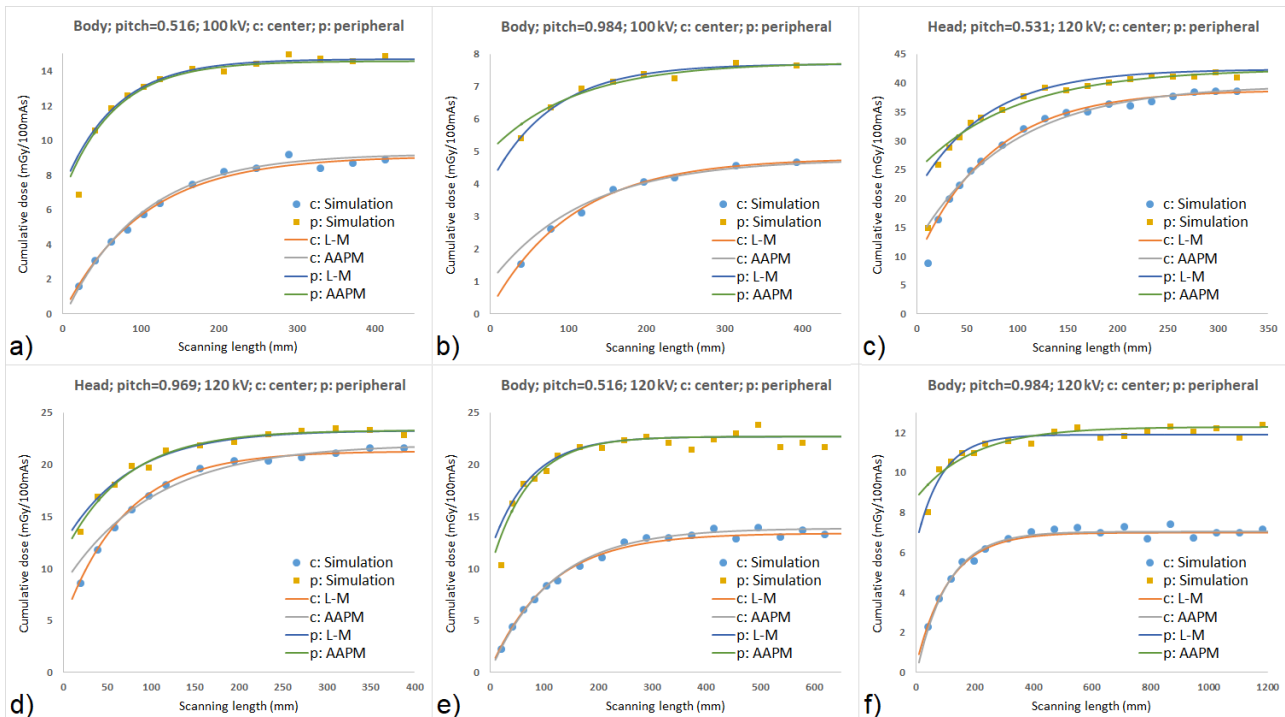 Body; pitch=0.516; 100 kV; c: center; p: peripheral
Cumulative dose (mGy/100mAs)
16
14
12
10
8
6
4
2
0
0 100 200 300 400
Scanning length (mm)
c: Simulation
p: Simulation
c: L-M
c: AAPM
p: L-M
p: AAPM
a)
Body; pitch=0.984; 100 kV; c: center; p: peripheral
Cumulative dose (mGy/100mAs)
8
7
6
5
4
3
2
1
0
0 100 200 300 400
Scanning length (mm)
c: Simulation
p: Simulation
c: L-M
c: AAPM
p: L-M
p: AAPM
b)
Head; pitch=0.531; 120 kV; c: center; p: peripheral
Cumulative dose (mGy/100mAs)
45
40
35
30
25
20
15
10
5
0
0 50 100 150 200 250 300 350
Scanning length (mm)
c: Simulation
p: Simulation
c: L-M
c: AAPM
p: L-M
p: AAPM
c)
Head; pitch=0.969; 120 kV; c: center; p: peripheral
Cumulative dose (mGy/100mAs)
25
20
15
10
5
0
0 50 100 150 200 250 300 350 400
Scanning length (mm)
c: Simulation
p: Simulation
c: L-M
c: AAPM
p: L-M
p: AAPM
d)
Body; pitch=0.516; 120 kV; c: center; p: peripheral
Cumulative dose (mGy/100mAs)
25
20
15
10
5
0
0 100 200 300 400 500 600
Scanning length (mm)
c: Simulation
p: Simulation
c: L-M
c: AAPM
p: L-M
p: AAPM
e)
Body; pitch=0.984; 120 kV; c: center; p: peripheral
Cumulative dose (mGy/100mAs)
12
10
8
6
4
2
0
0 200 400 600 800 1000 1200
Scanning length (mm)
c: Simulation
p: Simulation
c: L-M
c: AAPM
p: L-M
p: AAPM
f)